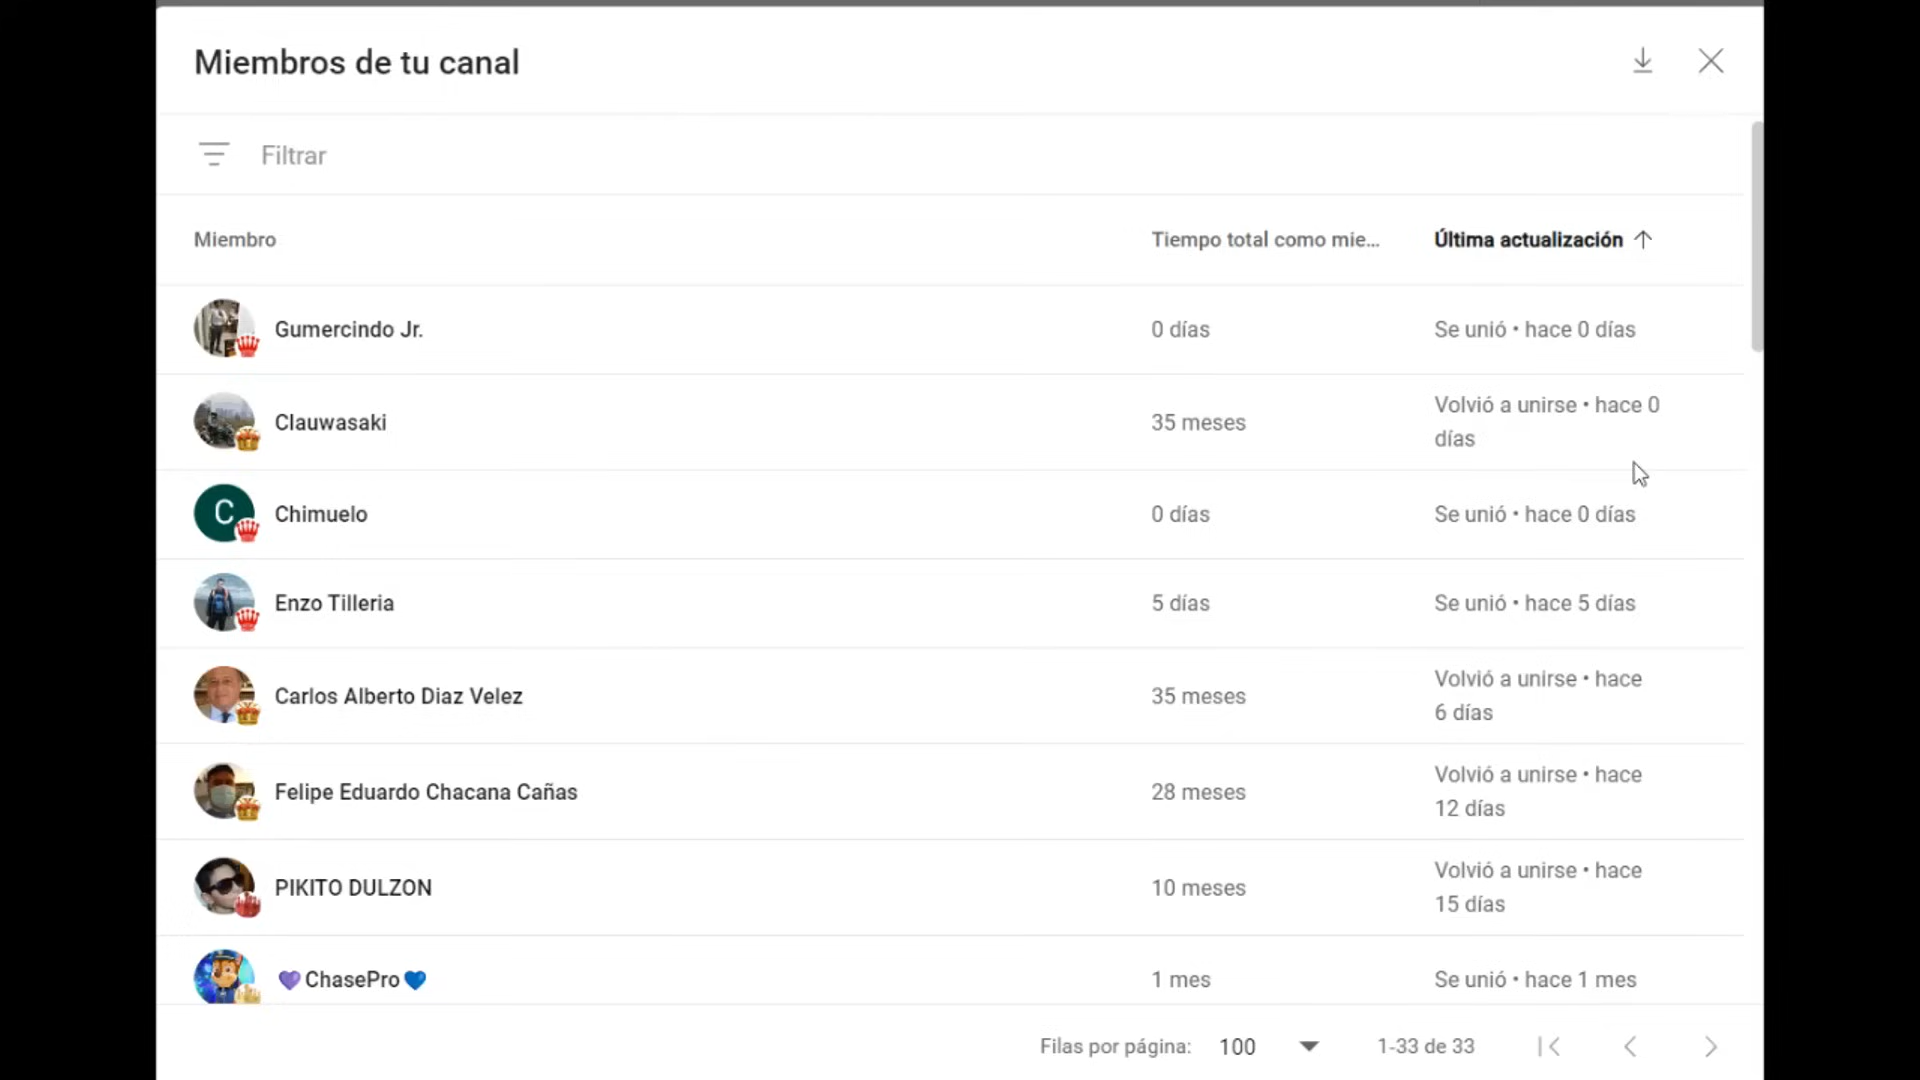 Miembros de tu canal
Filtrar
Miembro
Tiempo total como mie...
Última actualización
Gumercindo Jr.
0 días
Se unió • hace 0 días
Clauwasaki
35 meses
Volvió a unirse • hace 0
días
C
Chimuelo
0 días
Se unió • hace 0 días
Enzo Tilleria
5 días
Se unió • hace 5 días
Carlos Alberto Diaz Velez
35 meses
Volvió a unirse • hace
6 días
Felipe Eduardo Chacana Cañas
28 meses
Volvió a unirse • hace
12 días
PIKITO DULZON
10 meses
Volvió a unirse • hace
15 días
💜ChasePro💙
1 mes
Se unió • hace 1 mes
Filas por página:
100
1-33 de 33